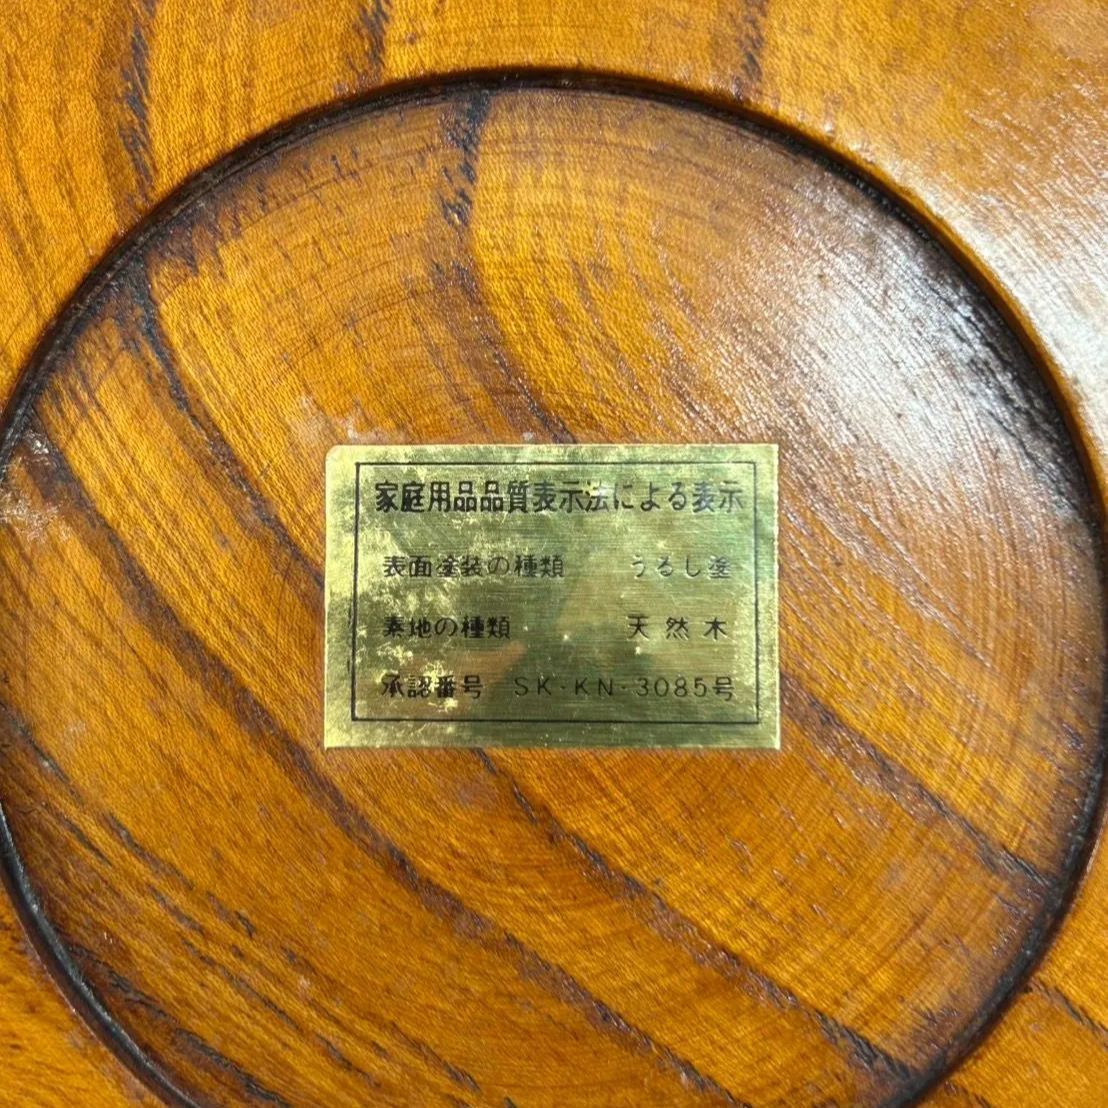 家庭用品品質表示法による表示
表面塗装の種類 うるし塗
素地の種類 天然木
承認番号 SK-KN-3085号